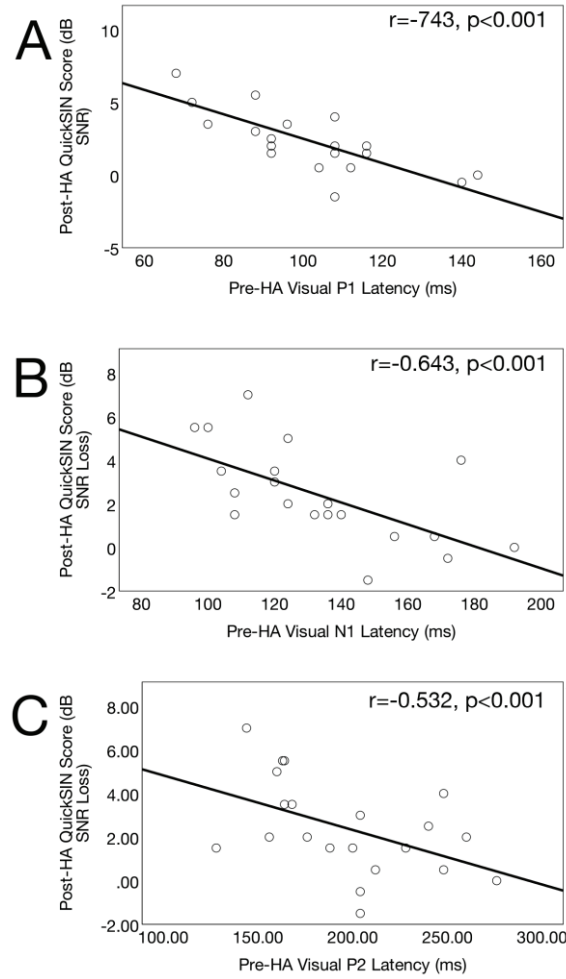 A
r=-743, p<0.001
Post-HA QuickSIN Score (dB
SNR)
10
5
0
-5
60 80 100 120 140 160
Pre-HA Visual P1 Latency (ms)
B
r=-0.643, p<0.001
Post-HA QuickSIN Score (dB
SNR Loss)
8
6
4
2
0
-2
80 100 120 140 160 180 200
Pre-HA Visual N1 Latency (ms)
C
r=-0.532, p<0.001
Post-HA QuickSIN Score (dB
SNR Loss)
8.00
6.00
4.00
2.00
.00
-2.00
100.00 150.00 200.00 250.00 300.00
Pre-HA Visual P2 Latency (ms)